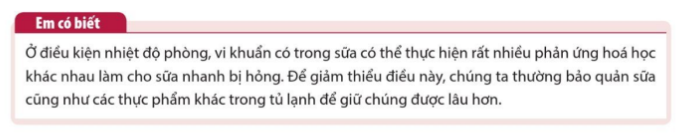 Em có biết
Ở điều kiện nhiệt độ phòng, vi khuẩn có trong sữa có thể thực hiện rất nhiều phản ứng hoá học
khác nhau làm cho sữa nhanh bị hỏng. Để giảm thiểu điều này, chúng ta thường bảo quản sữa
cũng như các thực phẩm khác trong tủ lạnh để giữ chúng được lâu hơn.